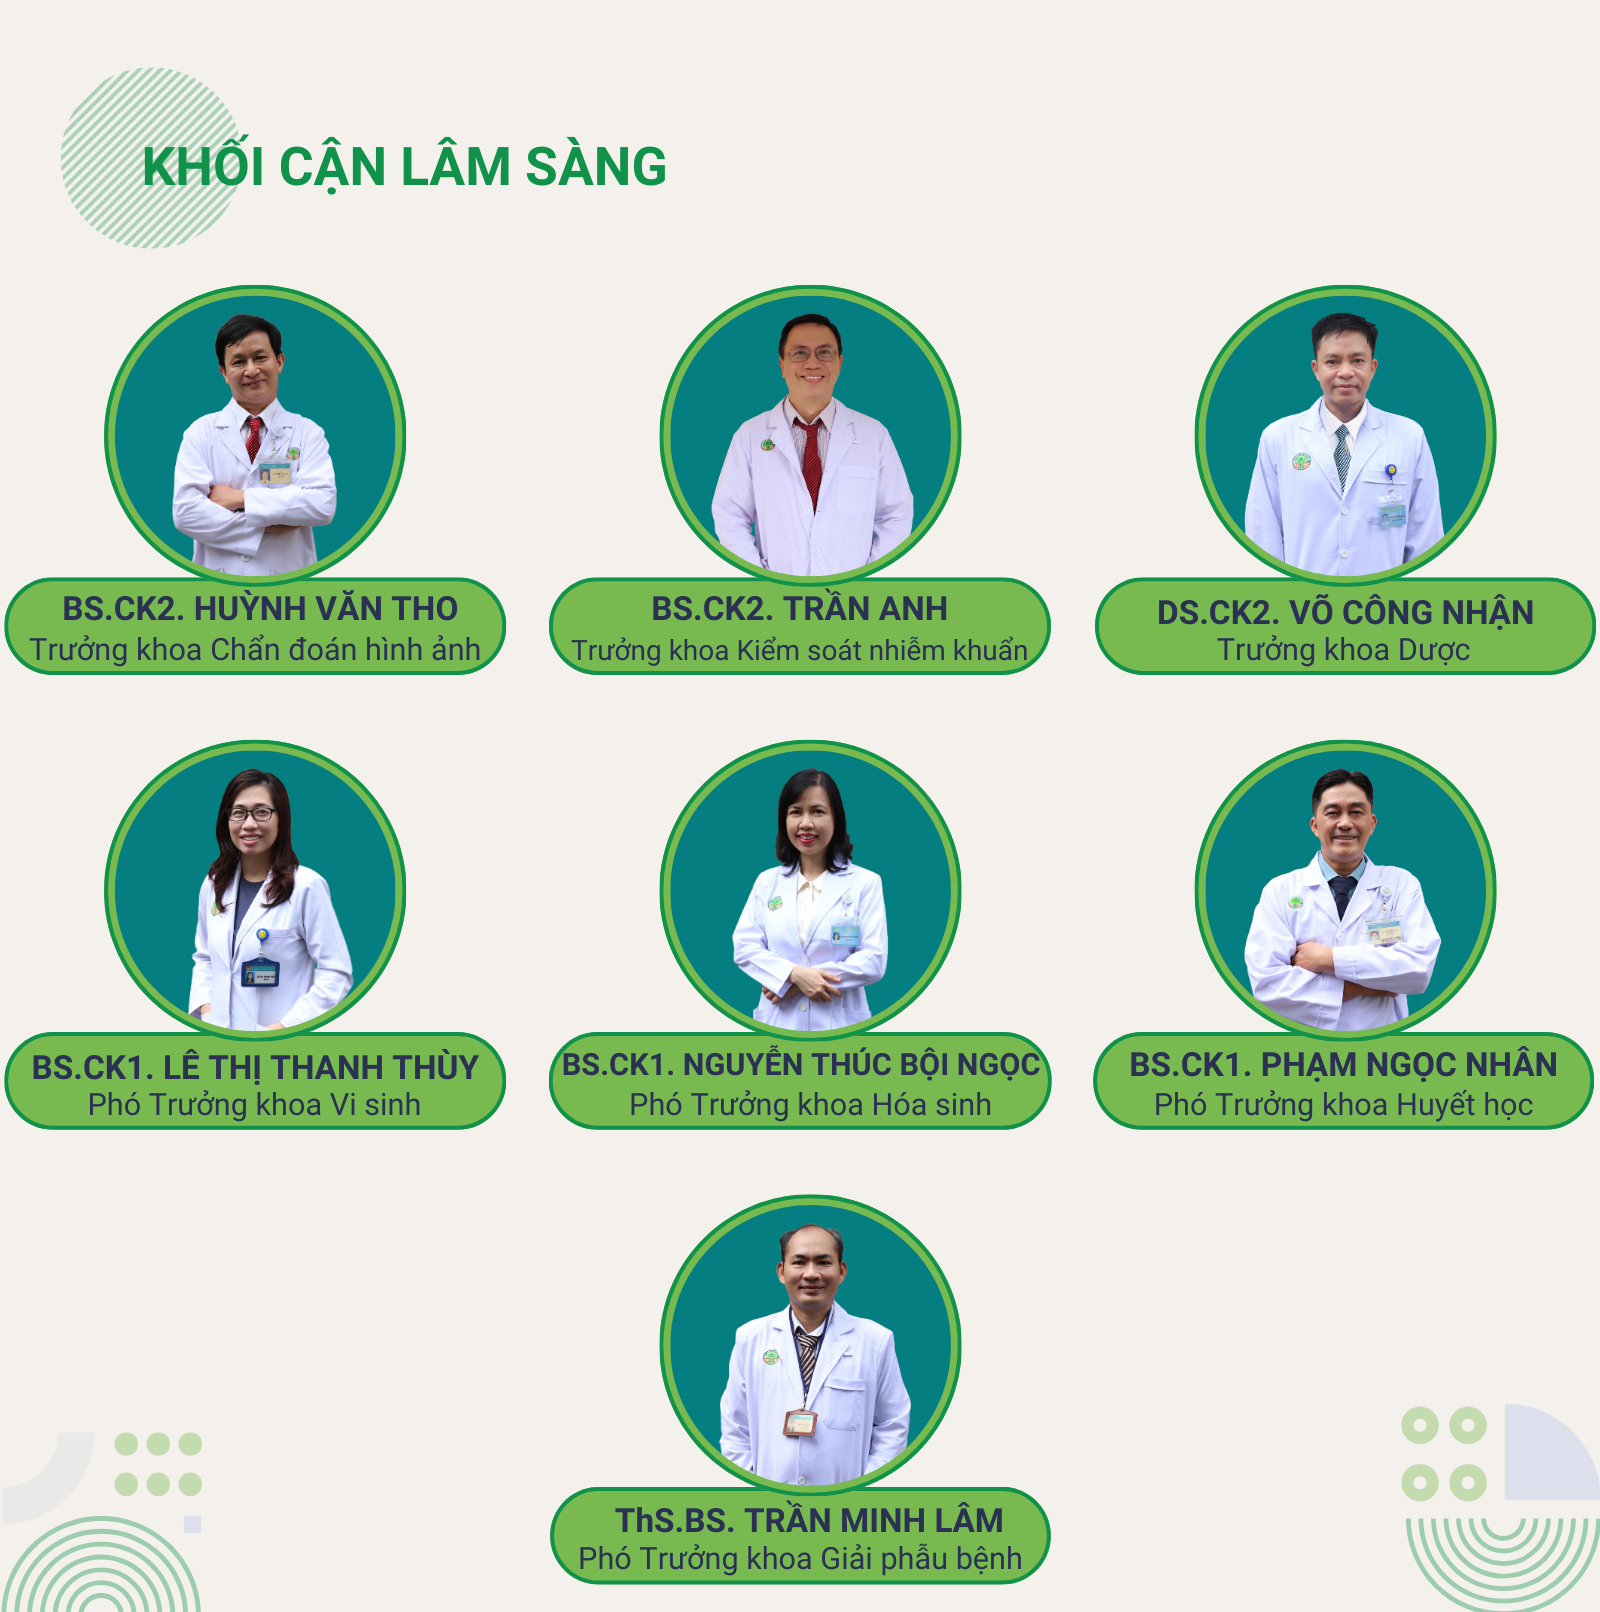 KHỐI CẬN LÂM SÀNG
BS.CK2. HUỲNH VĂN THO
Trưởng khoa Chẩn đoán hình ảnh
BS.CK2. TRẦN ANH
Trưởng khoa Kiểm soát nhiễm khuẩn
DS.CK2. VÕ CÔNG NHẬN
Trưởng khoa Dược
BS.CK1. LÊ THỊ THANH THÙY
Phó Trưởng khoa Vi sinh
BS.CK1. NGUYỄN THÚC BỘI NGỌC
Phó Trưởng khoa Hóa sinh
BS.CK1. PHẠM NGỌC NHÂN
Phó Trưởng khoa Huyết học
ThS.BS. TRẦN MINH LÂM
Phó Trưởng khoa Giải phẫu bệnh